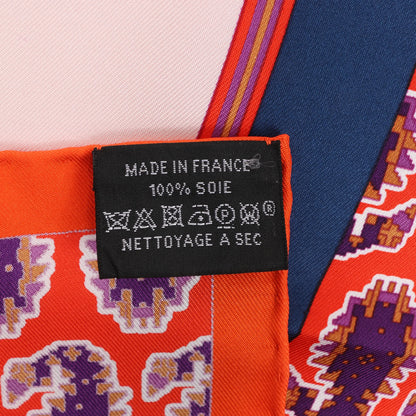 MADE IN FRANCE
100% SOIE
P W ®
NETTOYAGE A SEC